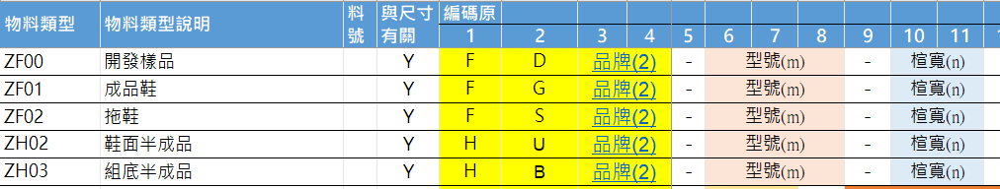 物料類型 物料類型說明 料號 與尺寸有關 編碼原
1 2 3 4 5 6 7 8 9 10 11
ZF00 開發樣品 Y F D 品牌(2) - 型號(m) - 楦寬(n)
ZF01 成品鞋 Y F G 品牌(2) - 型號(m) - 楦寬(n)
ZF02 拖鞋 Y F S 品牌(2) - 型號(m) - 楦寬(n)
ZH02 鞋面半成品 Y H U 品牌(2) - 型號(m) - 楦寬(n)
ZH03 組底半成品 Y H B 品牌(2) - 型號(m) - 楦寬(n)